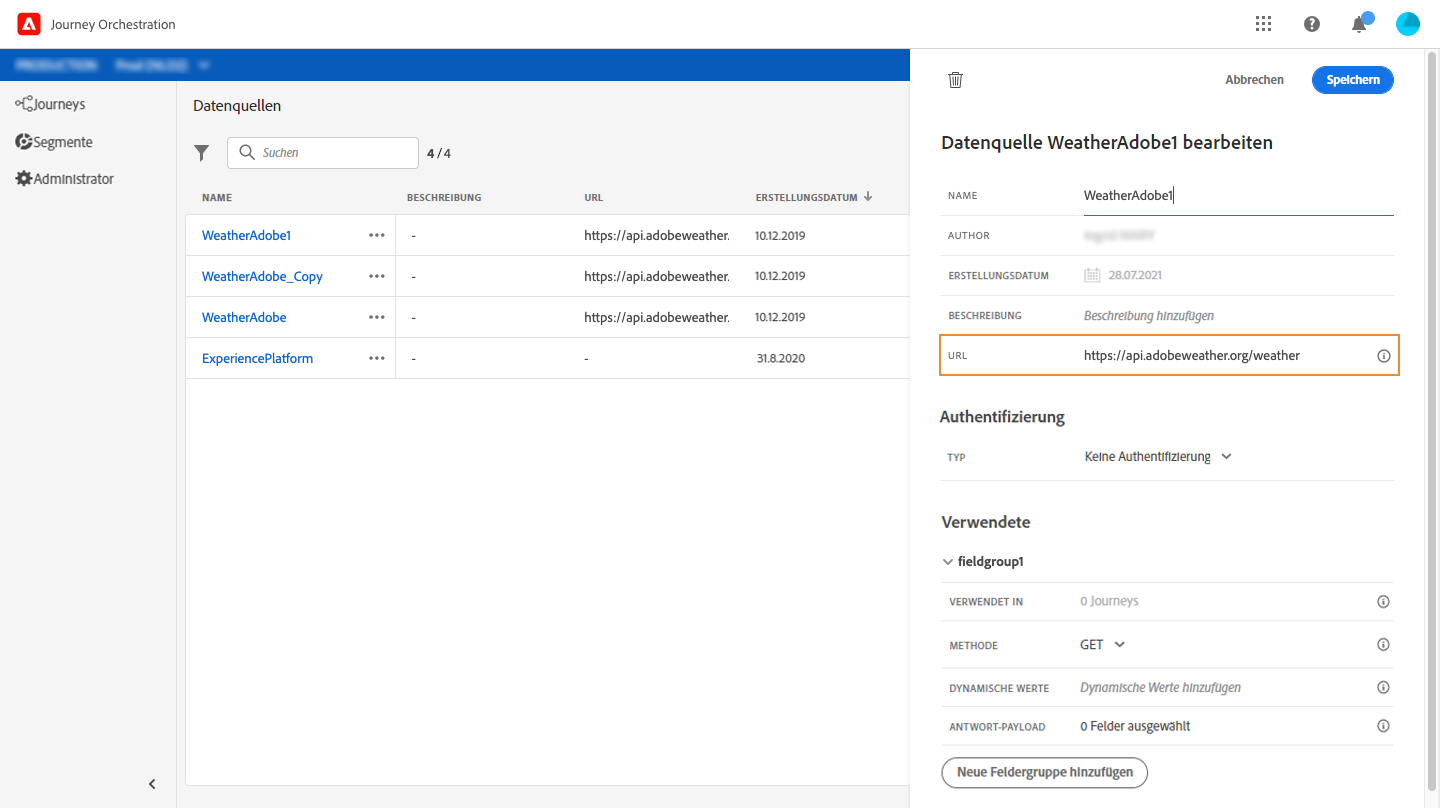 Journey Orchestration
Journeys
Segmente
Administrator
Datenquellen
Suchen
4 / 4
NAME BESCHREIBUNG URL ERSTELLUNGSDATUM
WeatherAdobe1 - https://api.adobeweather. 10.12.2019
WeatherAdobe_Copy - https://api.adobeweather. 10.12.2019
WeatherAdobe - https://api.adobeweather. 10.12.2019
ExperiencePlatform - - 31.8.2020
Abbrechen Speichern
Datenquelle WeatherAdobe1 bearbeiten
NAME WeatherAdobe1
AUTHOR
ERSTELLUNGSDATUM 28.07.2021
BESCHREIBUNG Beschreibung hinzufügen
URL https://api.adobeweather.org/weather
Authentifizierung
TYP Keine Authentifizierung
Verwendete
fieldgroup1
VERWENDET IN 0 Journeys
METHODE GET
DYNAMISCHE WERTE Dynamische Werte hinzufügen
ANTWORT-PAYLOAD 0 Felder ausgewählt
Neue Feldergruppe hinzufügen